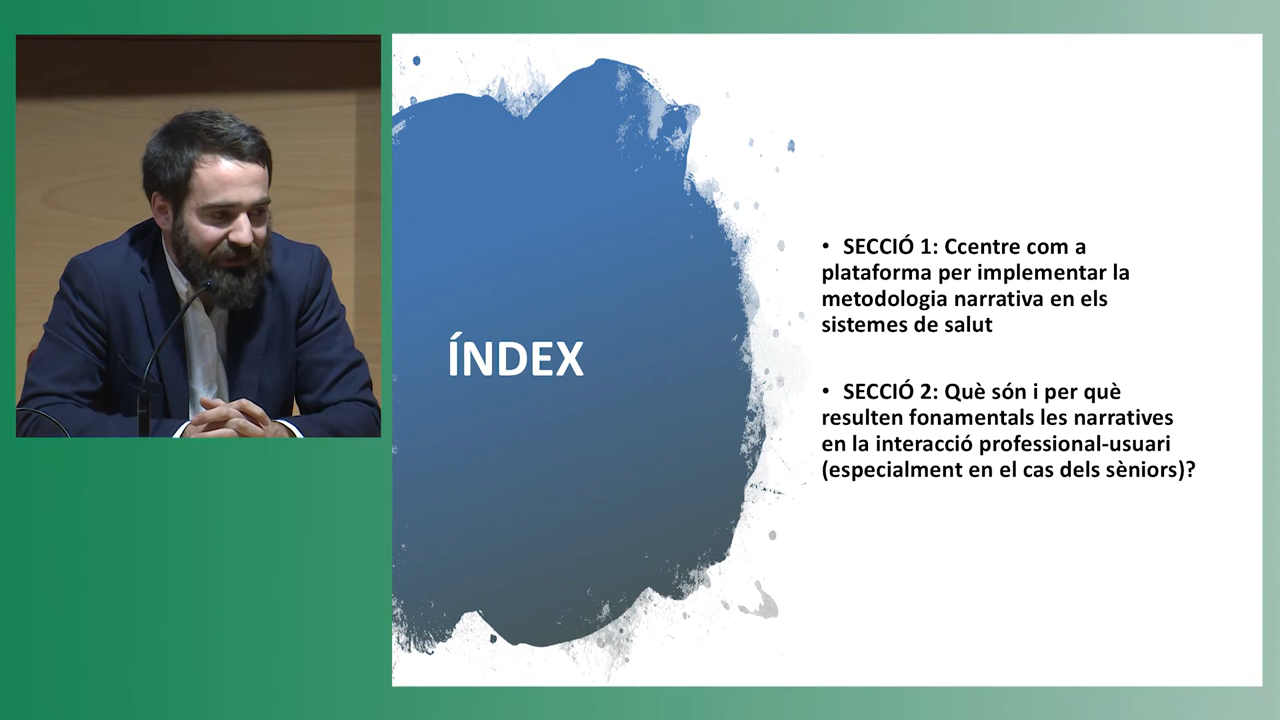 ÍNDEX
• SECCIÓ 1: Ccentre com a
plataforma per implementar la
metodologia narrativa en els
sistemes de salut
• SECCIÓ 2: Què són i per què
resulten fonamentals les narratives
en la interacció professional-usuari
(especialment en el cas dels sèniors)?